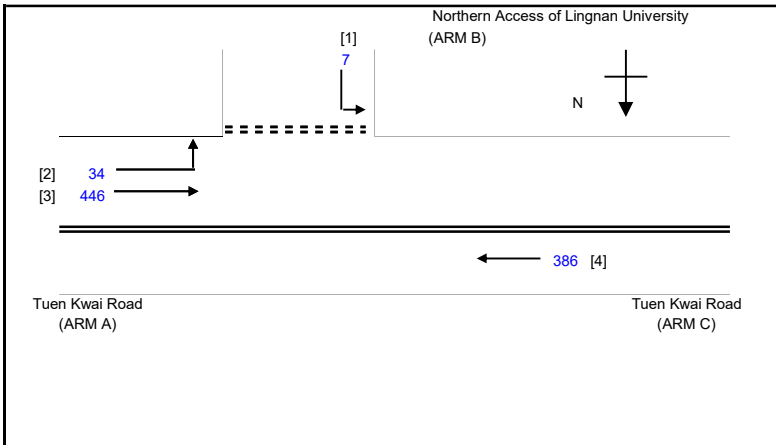 Northern Access of Lingnan University
[1] (ARM B)
7
N
[2] 34
[3] 446
386 [4]
Tuen Kwai Road Tuen Kwai Road
(ARM A) (ARM C)